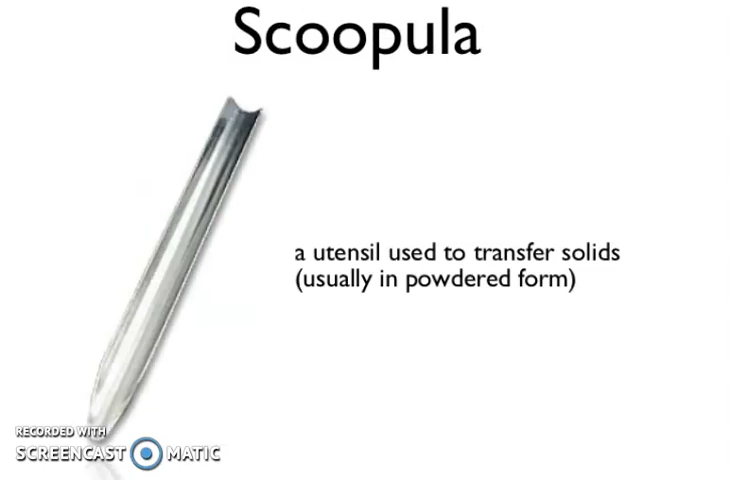 Scoopula
a utensil used to transfer solids
(usually in powdered form)
RECORDED WITH
SCREENCAST MATIC